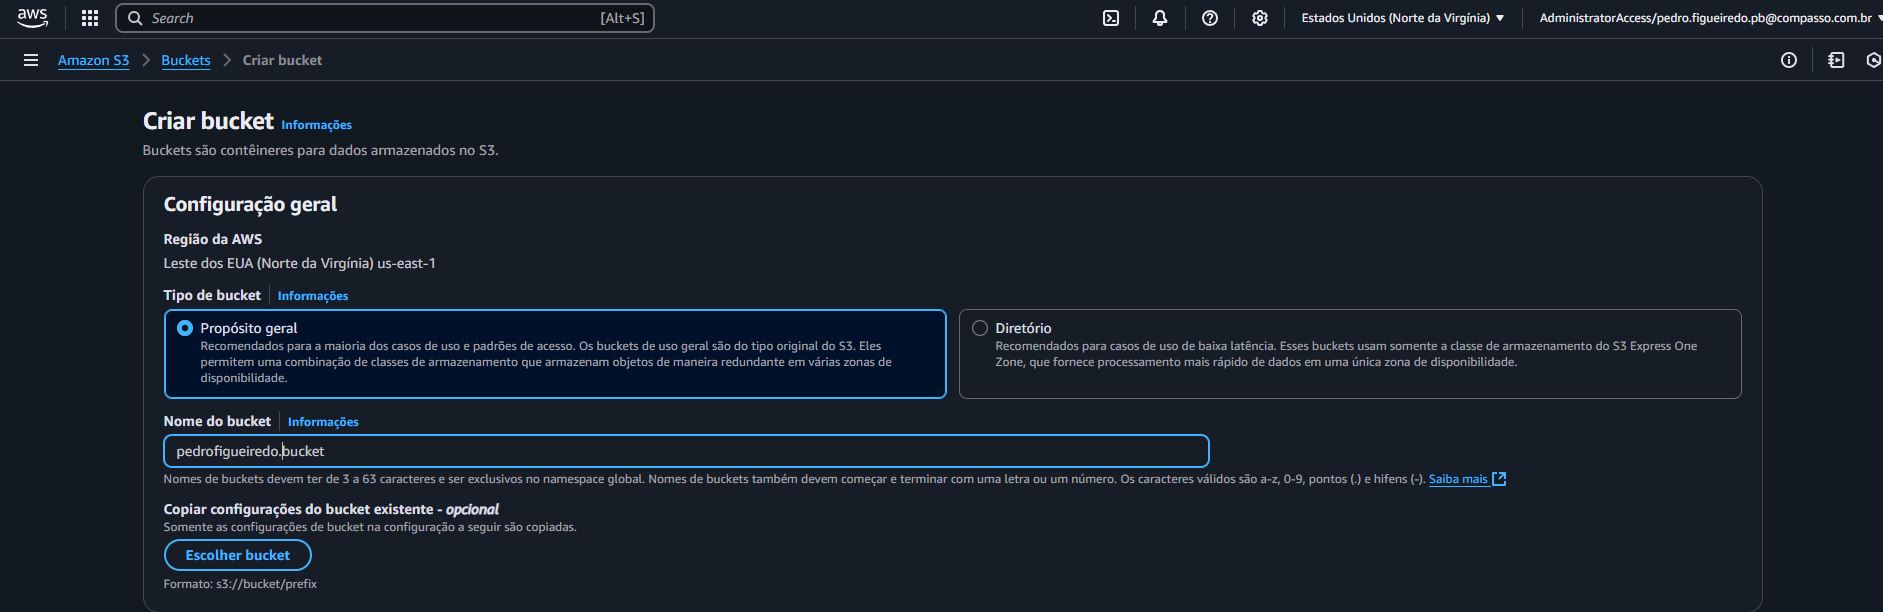 aws Search [Alt+S] Estados Unidos (Norte da Virgínia) ▼ AdministratorAccess/pedro.figueiredo.pb@compasso.com.br
Amazon S3 > Buckets > Criar bucket
Criar bucket Informações
Buckets são contêineres para dados armazenados no S3.
Configuração geral
Região da AWS
Leste dos EUA (Norte da Virgínia) us-east-1
Tipo de bucket Informações
Propósito geral
Recomendados para a maioria dos casos de uso e padrões de acesso. Os buckets de uso geral são do tipo original do S3. Eles
permitem uma combinação de classes de armazenamento que armazenam objetos de maneira redundante em várias zonas de
disponibilidade.
Diretório
Recomendados para casos de uso de baixa latência. Esses buckets usam somente a classe de armazenamento do S3 Express One
Zone, que fornece processamento mais rápido de dados em uma única zona de disponibilidade.
Nome do bucket Informações
pedrofigueiredo.bucket
Nomes de buckets devem ter de 3 a 63 caracteres e ser exclusivos no namespace global. Nomes de buckets também devem começar e terminar com uma letra ou um número. Os caracteres válidos são a-z, 0-9, pontos (.) e hifens (-). Saiba mais
Copiar configurações do bucket existente - opcional
Somente as configurações de bucket na configuração a seguir são copiadas.
Escolher bucket
Formato: s3://bucket/prefix